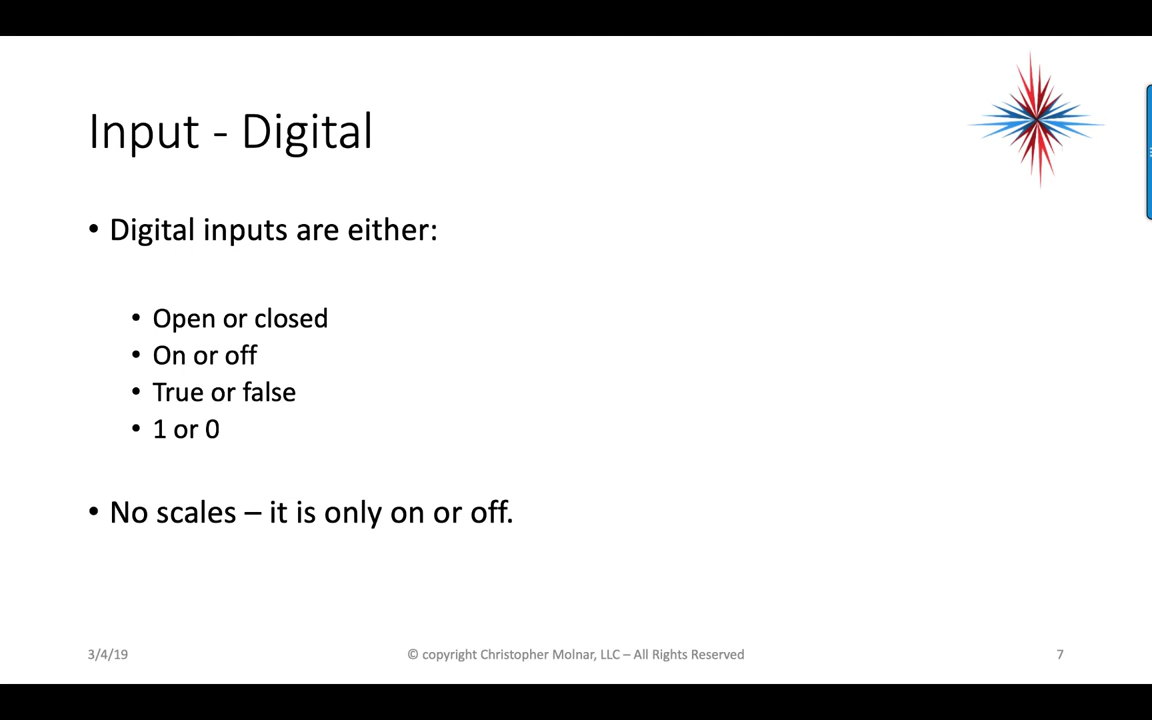 Input - Digital
• Digital inputs are either:
• Open or closed
• On or off
• True or false
• 1 or 0
• No scales – it is only on or off.
3/4/19
© copyright Christopher Molnar, LLC – All Rights Reserved
7